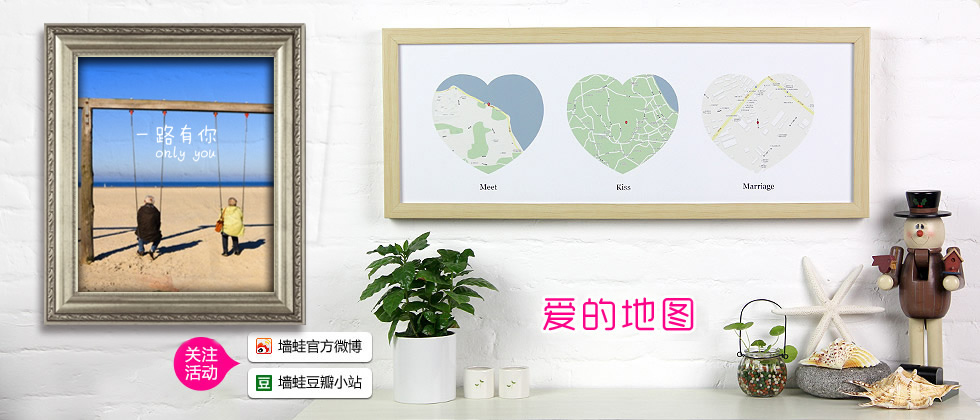 一路有你
only you
Meet
Kiss
Marriage
爱的地图
关注
活动
墙蛙官方微博
豆 墙蛙豆瓣小站